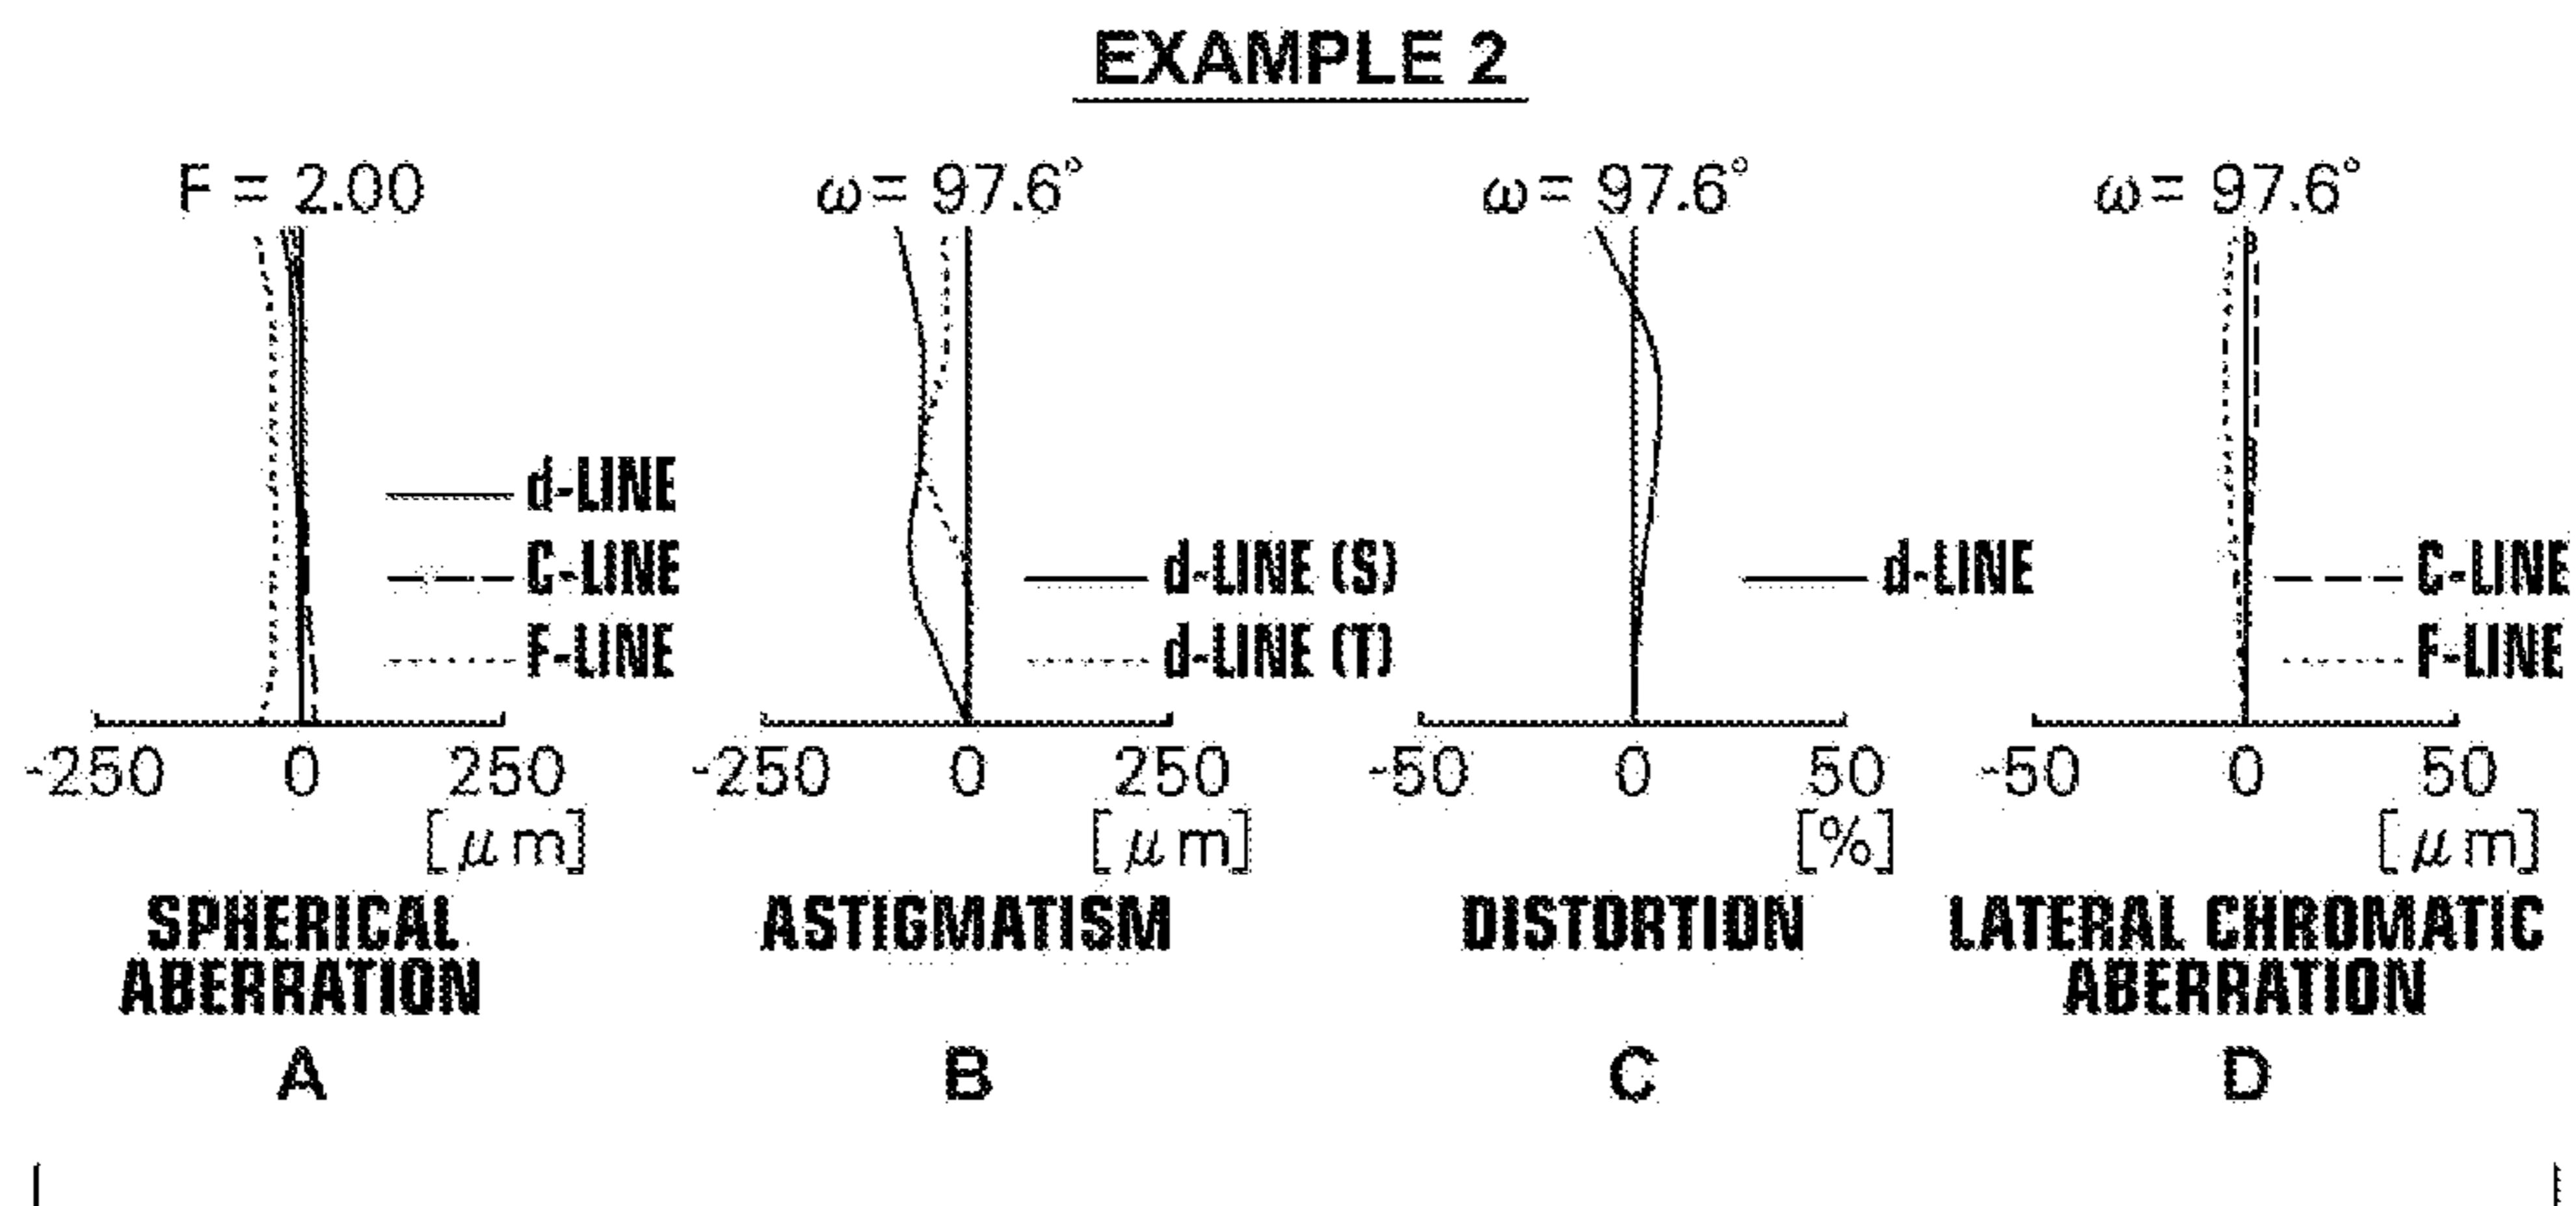 EXAMPLE 2
F = 2.00
ω = 97.6°
ω = 97.6°
ω = 97.6°
d-LINE
C-LINE
F-LINE
d-LINE (S)
d-LINE (T)
d-LINE
C-LINE
F-LINE
-250 0 250
[μm]
-250 0 250
[μm]
-50 0 50
[%]
-50 0 50
[μm]
SPHERICAL
ABERRATION
ASTIGMATISM
DISTORTION
LATERAL CHROMATIC
ABERRATION
A
B
C
D